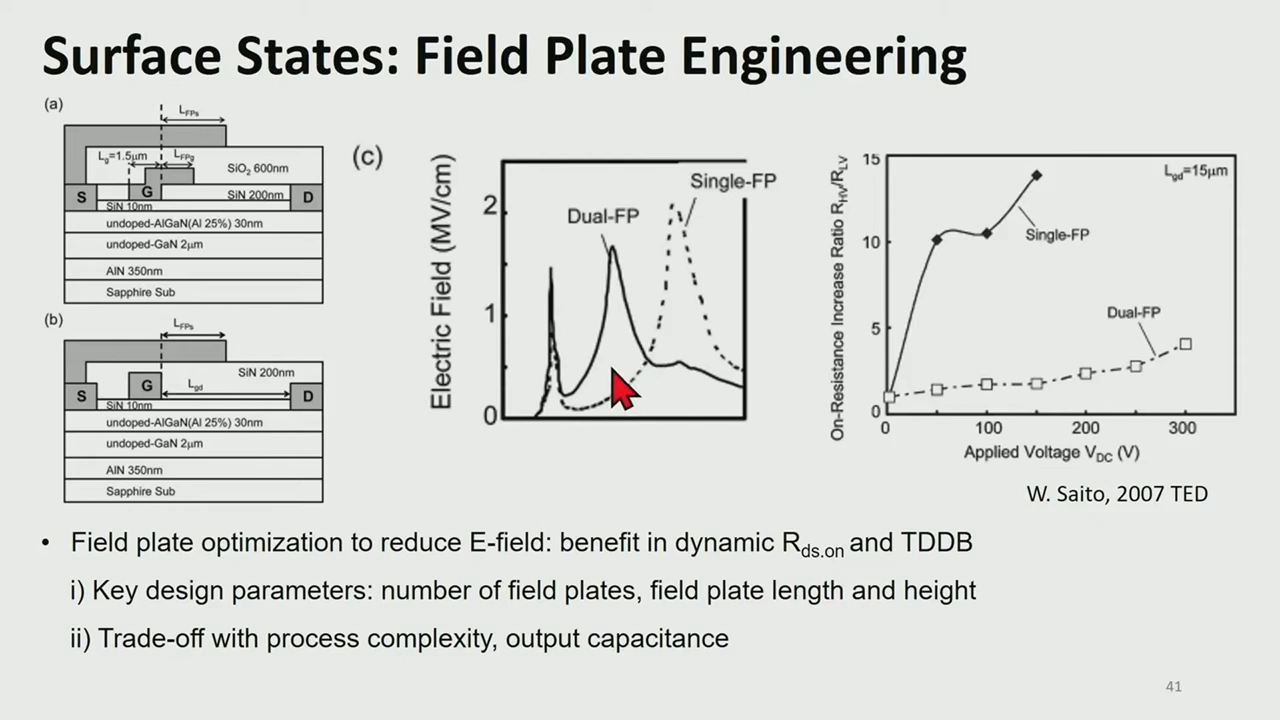 Surface States: Field Plate Engineering
(a)
LFPs
Lg=1.5μm
LFPg
SiO2 600nm
G
S
SiN 200nm
D
SiN 10nm
undoped-AlGaN(Al 25%) 30nm
undoped-GaN 2μm
AlN 350nm
Sapphire Sub
(b)
LFPs
Lgd
SiN 200nm
G
S
D
SiN 10nm
undoped-AlGaN(Al 25%) 30nm
undoped-GaN 2μm
AlN 350nm
Sapphire Sub
(c)
Electric Field (MV/cm)
2
1
0
Dual-FP
Single-FP
On-Resistance Increase Ratio RHV/RLV
15
10
5
0
Lgd=15μm
Single-FP
Dual-FP
0 100 200 300
Applied Voltage VDC (V)
W. Saito, 2007 TED
• Field plate optimization to reduce E-field: benefit in dynamic Rds.on and TDDB
i) Key design parameters: number of field plates, field plate length and height
ii) Trade-off with process complexity, output capacitance
41